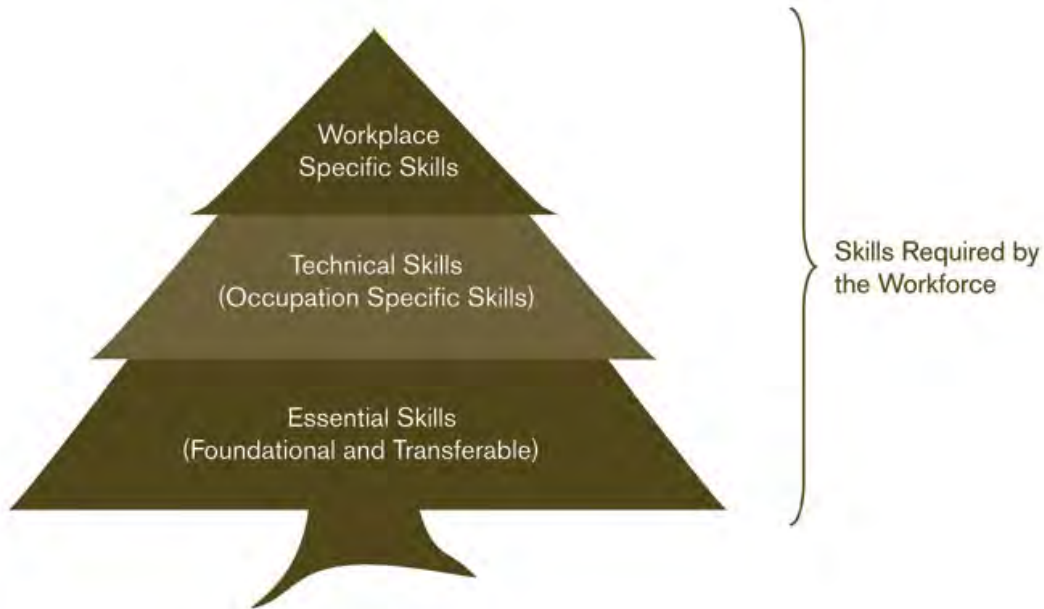 Workplace
Specific Skills
Technical Skills
(Occupation Specific Skills)
Essential Skills
(Foundational and Transferable)
Skills Required by
the Workforce